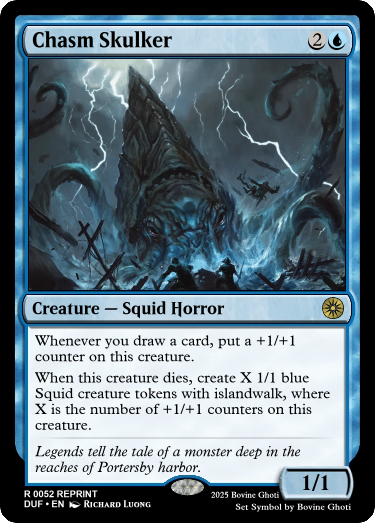 Chasm Skulker 2
Creature — Squid Horror
Whenever you draw a card, put a +1/+1
counter on this creature.
When this creature dies, create X 1/1 blue
Squid creature tokens with islandwalk, where
X is the number of +1/+1 counters on this
creature.
Legends tell the tale of a monster deep in the
reaches of Portersby harbor.
1/1
R 0052 REPRINT
DUF • EN Richard Luong
2025 Bovine Ghoti
Set Symbol by Bovine Ghoti